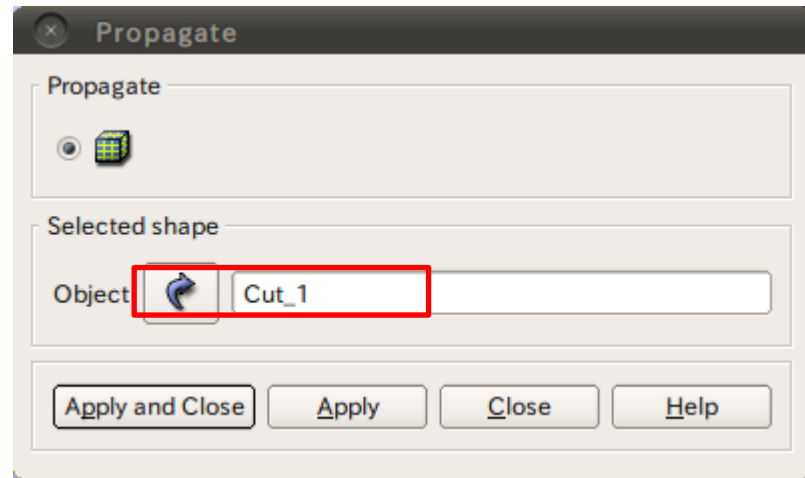 Propagate
Propagate
Selected shape
Object Cut_1
Apply and Close Apply Close Help